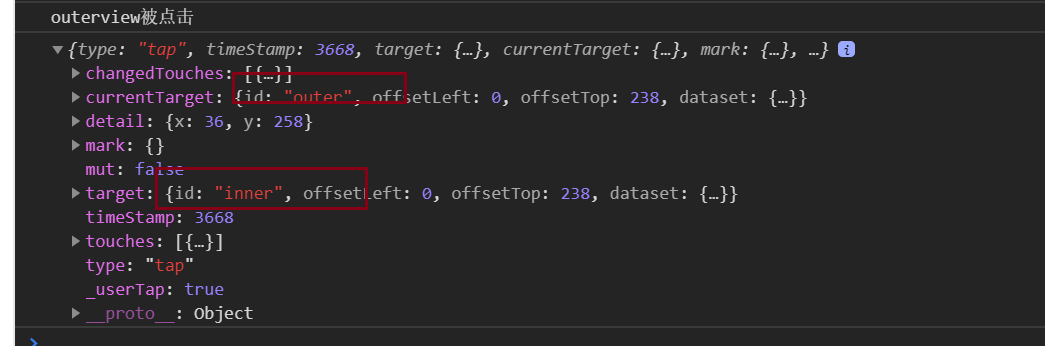 outerview被点击
{type: "tap", timeStamp: 3668, target: {…}, currentTarget: {…}, mark: {…}, …} i
changedTouches: [{…}]
currentTarget: {id: "outer", offsetLeft: 0, offsetTop: 238, dataset: {…}}
detail: {x: 36, y: 258}
mark: {}
mut: false
target: {id: "inner", offsetLeft: 0, offsetTop: 238, dataset: {…}}
timeStamp: 3668
touches: [{…}]
type: "tap"
_userTap: true
__proto__: Object